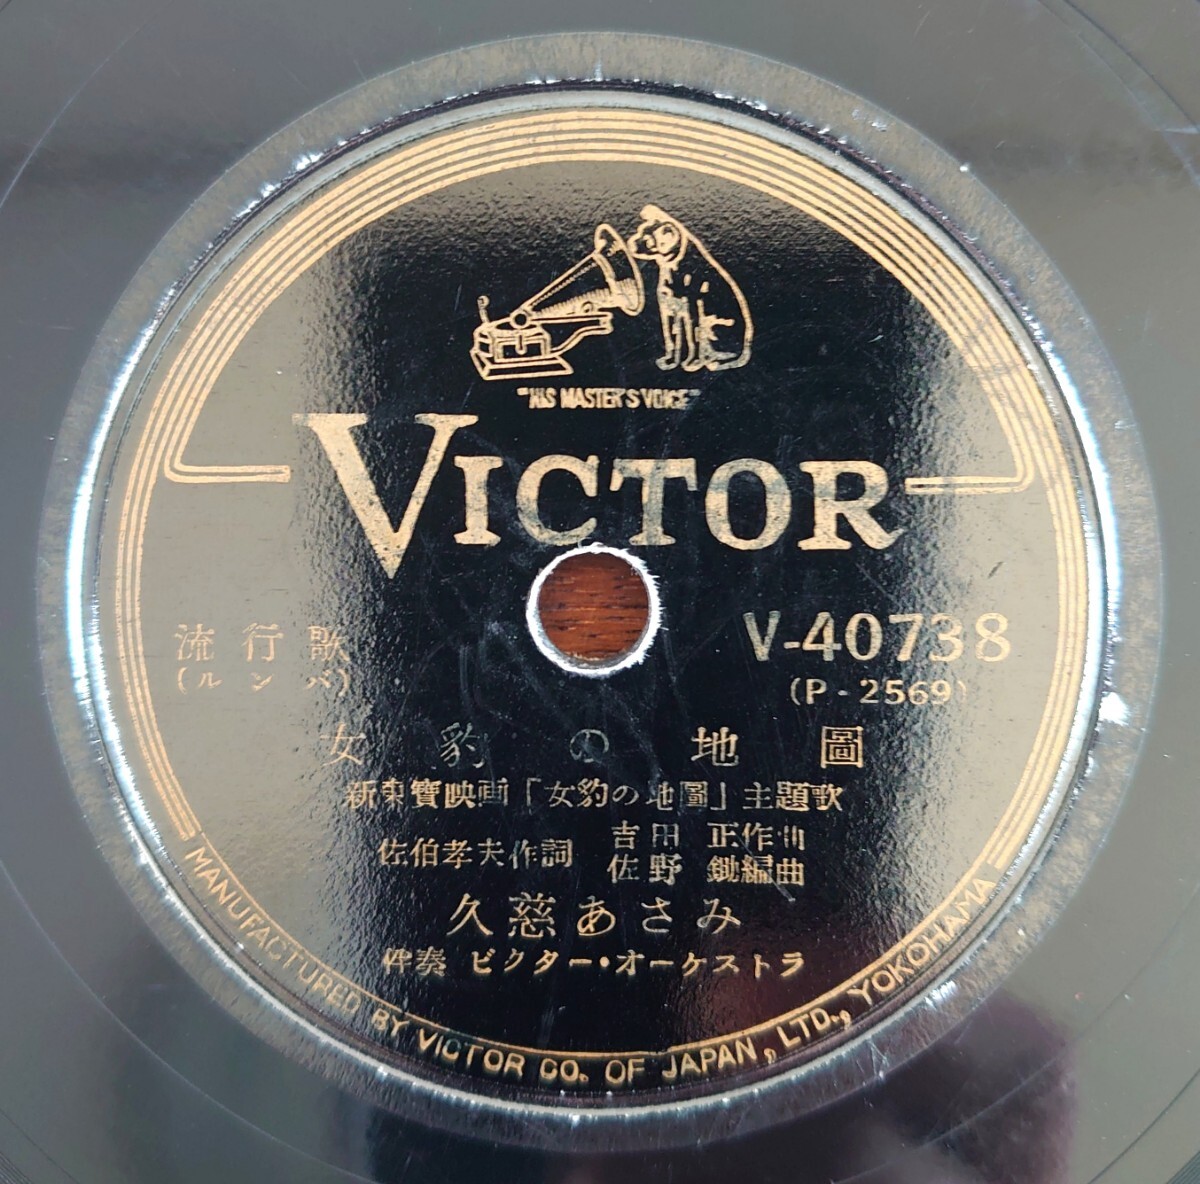 "HIS MASTER'S VOICE"
VICTOR
V-40738
(P-2569)
流行歌
(ルンバ)
女豹の地圖
新東寶映画「女豹の地圖」主題歌
佐伯孝夫作詞
吉田正作曲
佐野鋤編曲
久慈あさみ
伴奏 ビクター・オーケストラ
MANUFACTURED BY VICTOR CO. OF JAPAN, LTD., YOKOHAMA